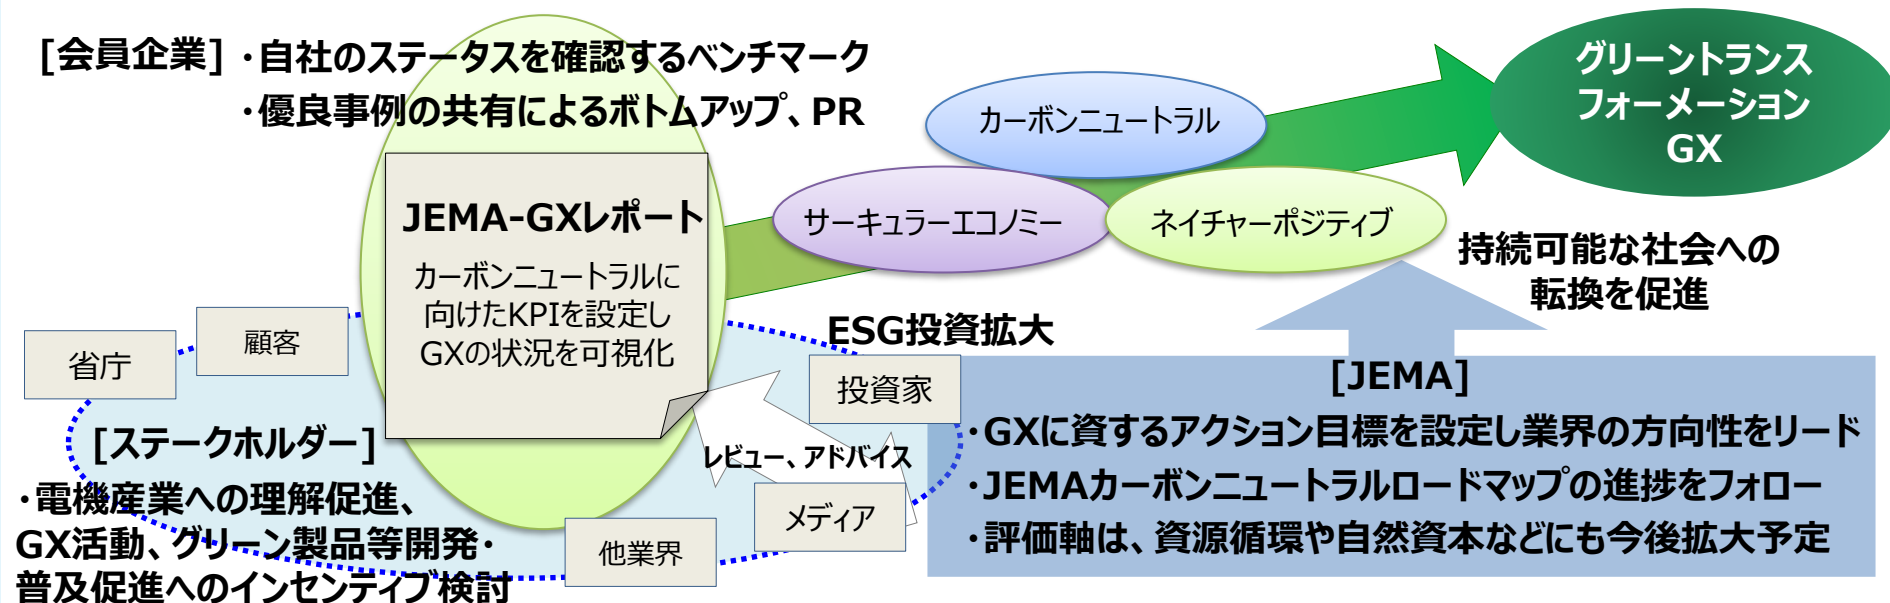 [会員企業]
・自社のステータスを確認するベンチマーク
・優良事例の共有によるボトムアップ、PR
JEMA-GXレポート
カーボンニュートラルに
向けたKPIを設定し
GXの状況を可視化
カーボンニュートラル
サーキュラーエコノミー
ネイチャーポジティブ
グリーントランス
フォーメーション
GX
持続可能な社会への
転換を促進
省庁
顧客
ESG投資拡大
投資家
[ステークホルダー]
・電機産業への理解促進、
GX活動、グリーン製品等開発・
普及促進へのインセンティブ検討
レビュー、アドバイス
メディア
他業界
[JEMA]
・GXに資するアクション目標を設定し業界の方向性をリード
・JEMAカーボンニュートラルロードマップの進捗をフォロー
・評価軸は、資源循環や自然資本などにも今後拡大予定